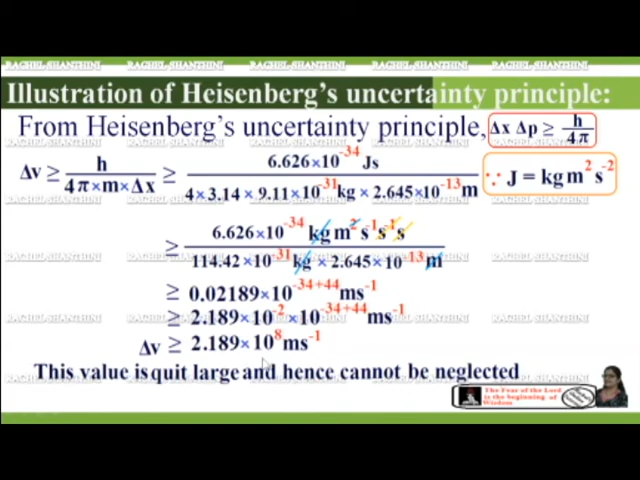 RACHEL SHANTHINI RACHEL SHANTHINI RACHEL SHANTHINI RACHEL SHANTHINI RACHEL SHANTHINI
Illustration of Heisenberg's uncertainty principle:
From Heisenberg's uncertainty principle, Δx Δp ≥ h / 4π
Δv ≥ h / 4π×m×Δx ≥ 6.626×10⁻³⁴ Js / 4×3.14×9.11×10⁻³¹kg × 2.645×10⁻¹³m
∵ J = kg m² s⁻²
≥ 6.626×10⁻³⁴ kg m² s⁻¹ s⁻¹ s / 114.42×10⁻³¹kg × 2.645×10⁻¹³m
≥ 0.02189×10⁻³⁴⁺⁴⁴ ms⁻¹
≥ 2.189×10⁻² ×10⁻³⁴⁺⁴⁴ ms⁻¹
Δv ≥ 2.189×10⁸ ms⁻¹
This value is quit large and hence cannot be neglected
The Fear of the Lord
is the beginning of
Wisdom